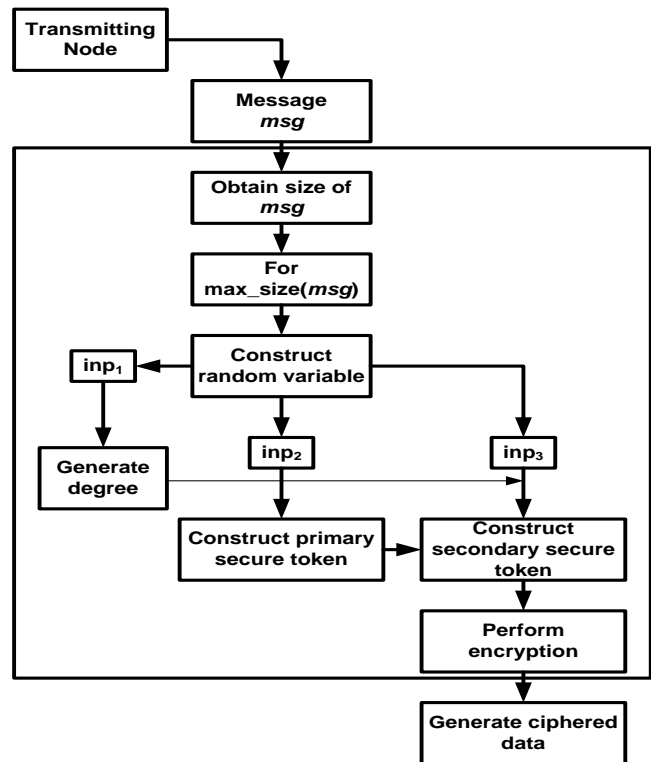 Transmitting
Node
Message
msg
Obtain size of
msg
For
max_size(msg)
Construct
random variable
inp₁
inp₂
inp₃
Generate
degree
Construct primary
secure token
Construct
secondary secure
token
Perform
encryption
Generate ciphered
data